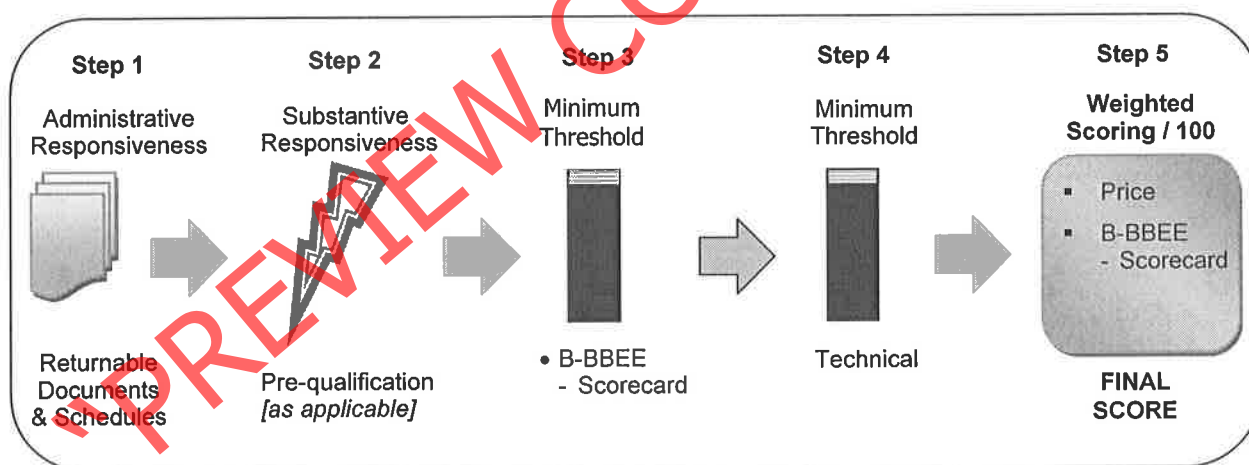 Step 1
Administrative
Responsiveness
Returnable
Documents
& Schedules
Step 2
Substantive
Responsiveness
Pre-qualification
[as applicable]
Step 3
Minimum
Threshold
• B-BBEE
- Scorecard
Step 4
Minimum
Threshold
Technical
Step 5
Weighted
Scoring / 100
▪ Price
▪ B-BBEE
- Scorecard
FINAL
SCORE
“PREVIEW CO